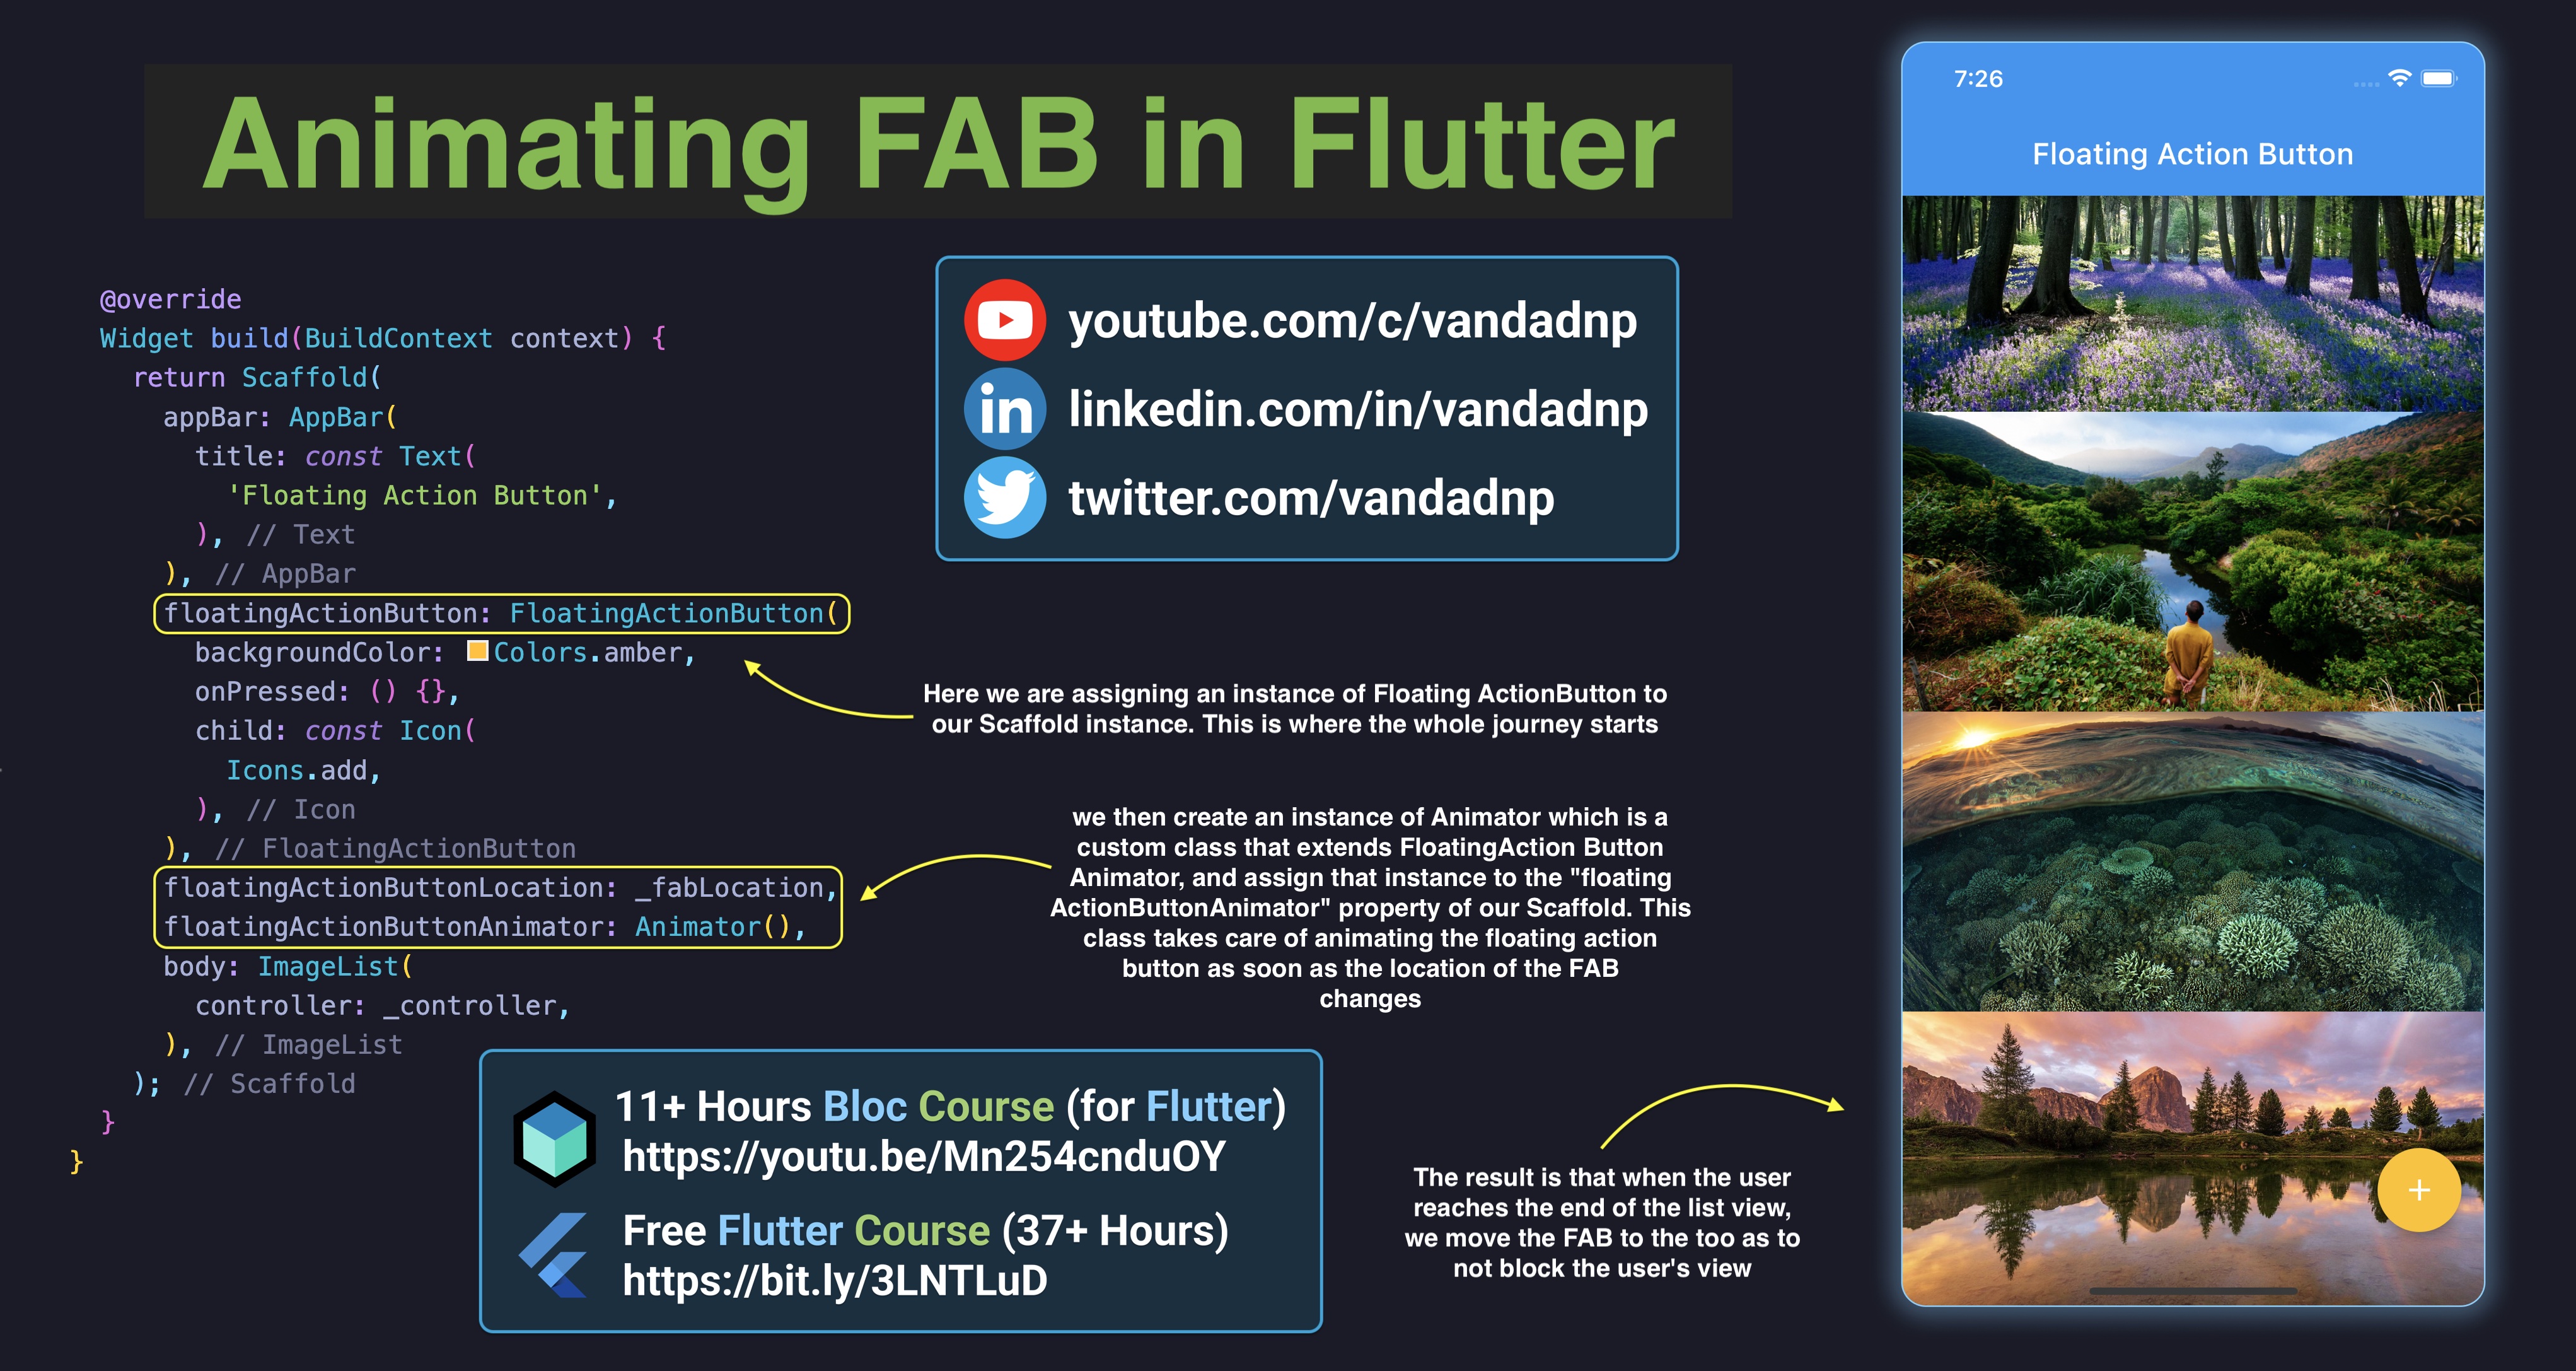 Animating FAB in Flutter
@override
Widget build(BuildContext context) {
return Scaffold(
appBar: AppBar(
title: const Text(
'Floating Action Button',
), // Text
), // AppBar
floatingActionButton: FloatingActionButton(
backgroundColor: Colors.amber,
onPressed: () {},
child: const Icon(
Icons.add,
), // Icon
), // FloatingActionButton
floatingActionButtonLocation: _fabLocation,
floatingActionButtonAnimator: Animator(),
body: ImageList(
controller: _controller,
), // ImageList
); // Scaffold
}
}
youtube.com/c/vandadnp
in linkedin.com/in/vandadnp
twitter.com/vandadnp
Here we are assigning an instance of Floating ActionButton to
our Scaffold instance. This is where the whole journey starts
we then create an instance of Animator which is a
custom class that extends FloatingAction Button
Animator, and assign that instance to the "floating
ActionButtonAnimator" property of our Scaffold. This
class takes care of animating the floating action
button as soon as the location of the FAB
changes
11+ Hours Bloc Course (for Flutter)
https://youtu.be/Mn254cnduOY
Free Flutter Course (37+ Hours)
https://bit.ly/3LNTLuD
The result is that when the user
reaches the end of the list view,
we move the FAB to the too as to
not block the user's view
7:26
Floating Action Button
+